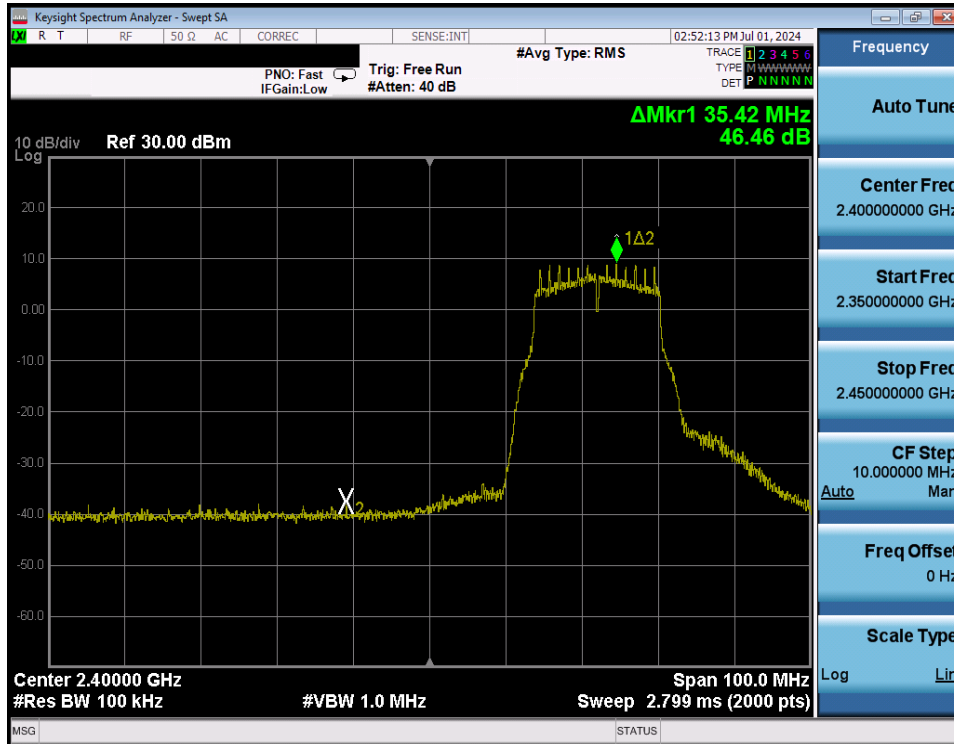 Keysight Spectrum Analyzer - Swept SA
LXI R T RF 50 Ω AC CORREC SENSE:INT 02:52:13 PM Jul 01, 2024
#Avg Type: RMS
TRACE 1 2 3 4 5 6
PNO: Fast Trig: Free Run
TYPE M W W W W W
IFGain:Low #Atten: 40 dB
DET P N N N N N
ΔMkr1 35.42 MHz
46.46 dB
10 dB/div Ref 30.00 dBm
Log
20.0
10.0
0.00
-10.0
-20.0
-30.0
-40.0
-50.0
-60.0
1Δ2
X2
Center 2.40000 GHz Span 100.0 MHz
#Res BW 100 kHz #VBW 1.0 MHz Sweep 2.799 ms (2000 pts)
MSG STATUS
Frequency
Auto Tune
Center Freq
2.400000000 GHz
Start Freq
2.350000000 GHz
Stop Freq
2.450000000 GHz
CF Step
10.000000 MHz
Auto Man
Freq Offset
0 Hz
Scale Type
Log Lin